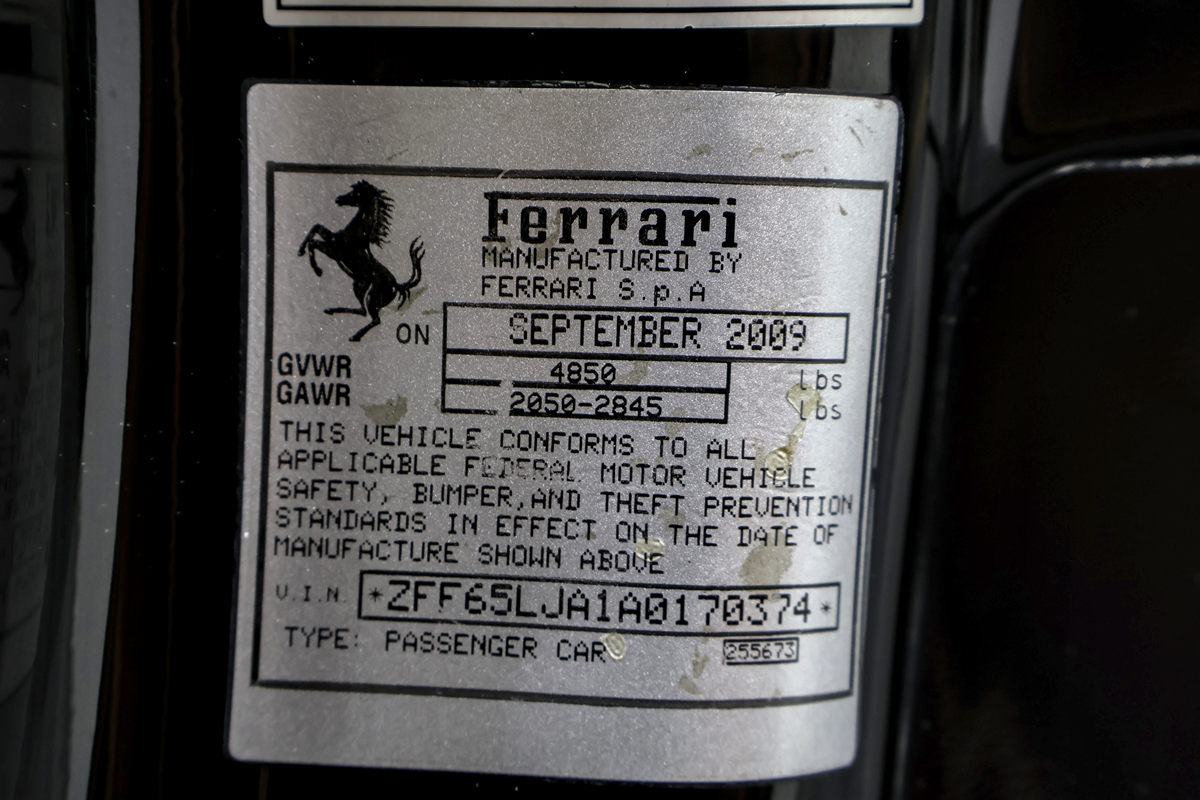 Ferrari
MANUFACTURED BY
FERRARI S.p.A
ON SEPTEMBER 2009
GVWR 4850 lbs
GAWR 2050-2845 lbs
THIS VEHICLE CONFORMS TO ALL
APPLICABLE FEDERAL MOTOR VEHICLE
SAFETY, BUMPER,AND THEFT PREVENTION
STANDARDS IN EFFECT ON THE DATE OF
MANUFACTURE SHOWN ABOVE
V.I.N. *ZFF65LJA1A0170374*
TYPE: PASSENGER CAR 255673